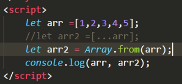 <script>
let arr =[1,2,3,4,5];
//let arr2 =[...arr];
let arr2 = Array.from(arr);
console.log(arr, arr2);